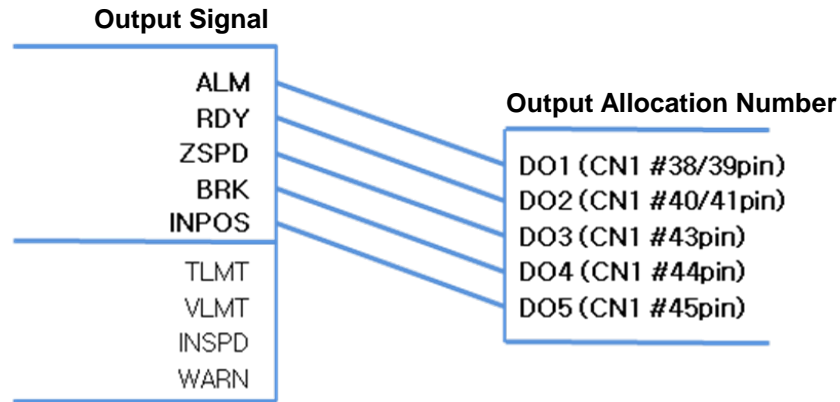 Output Signal
ALM
RDY
ZSPD
BRK
INPOS
TLMT
VLMT
INSPD
WARN
Output Allocation Number
DO1 (CN1 #38/39pin)
DO2 (CN1 #40/41pin)
DO3 (CN1 #43pin)
DO4 (CN1 #44pin)
DO5 (CN1 #45pin)